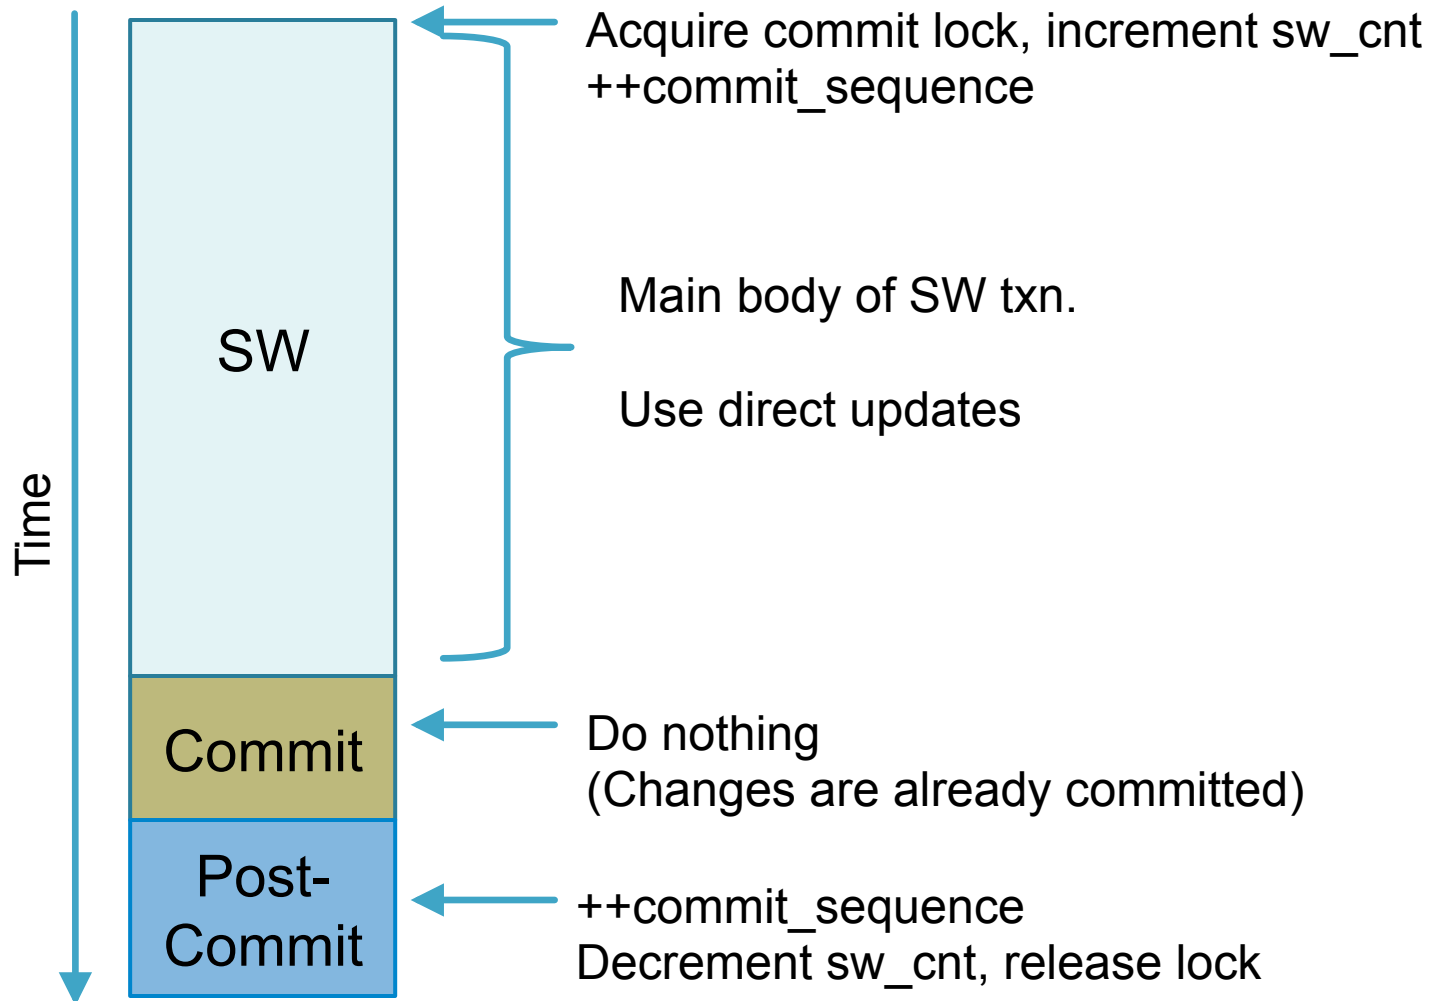 Time
SW
Commit
Post-
Commit
Acquire commit lock, increment sw_cnt
++commit_sequence
Main body of SW txn.
Use direct updates
Do nothing
(Changes are already committed)
++commit_sequence
Decrement sw_cnt, release lock